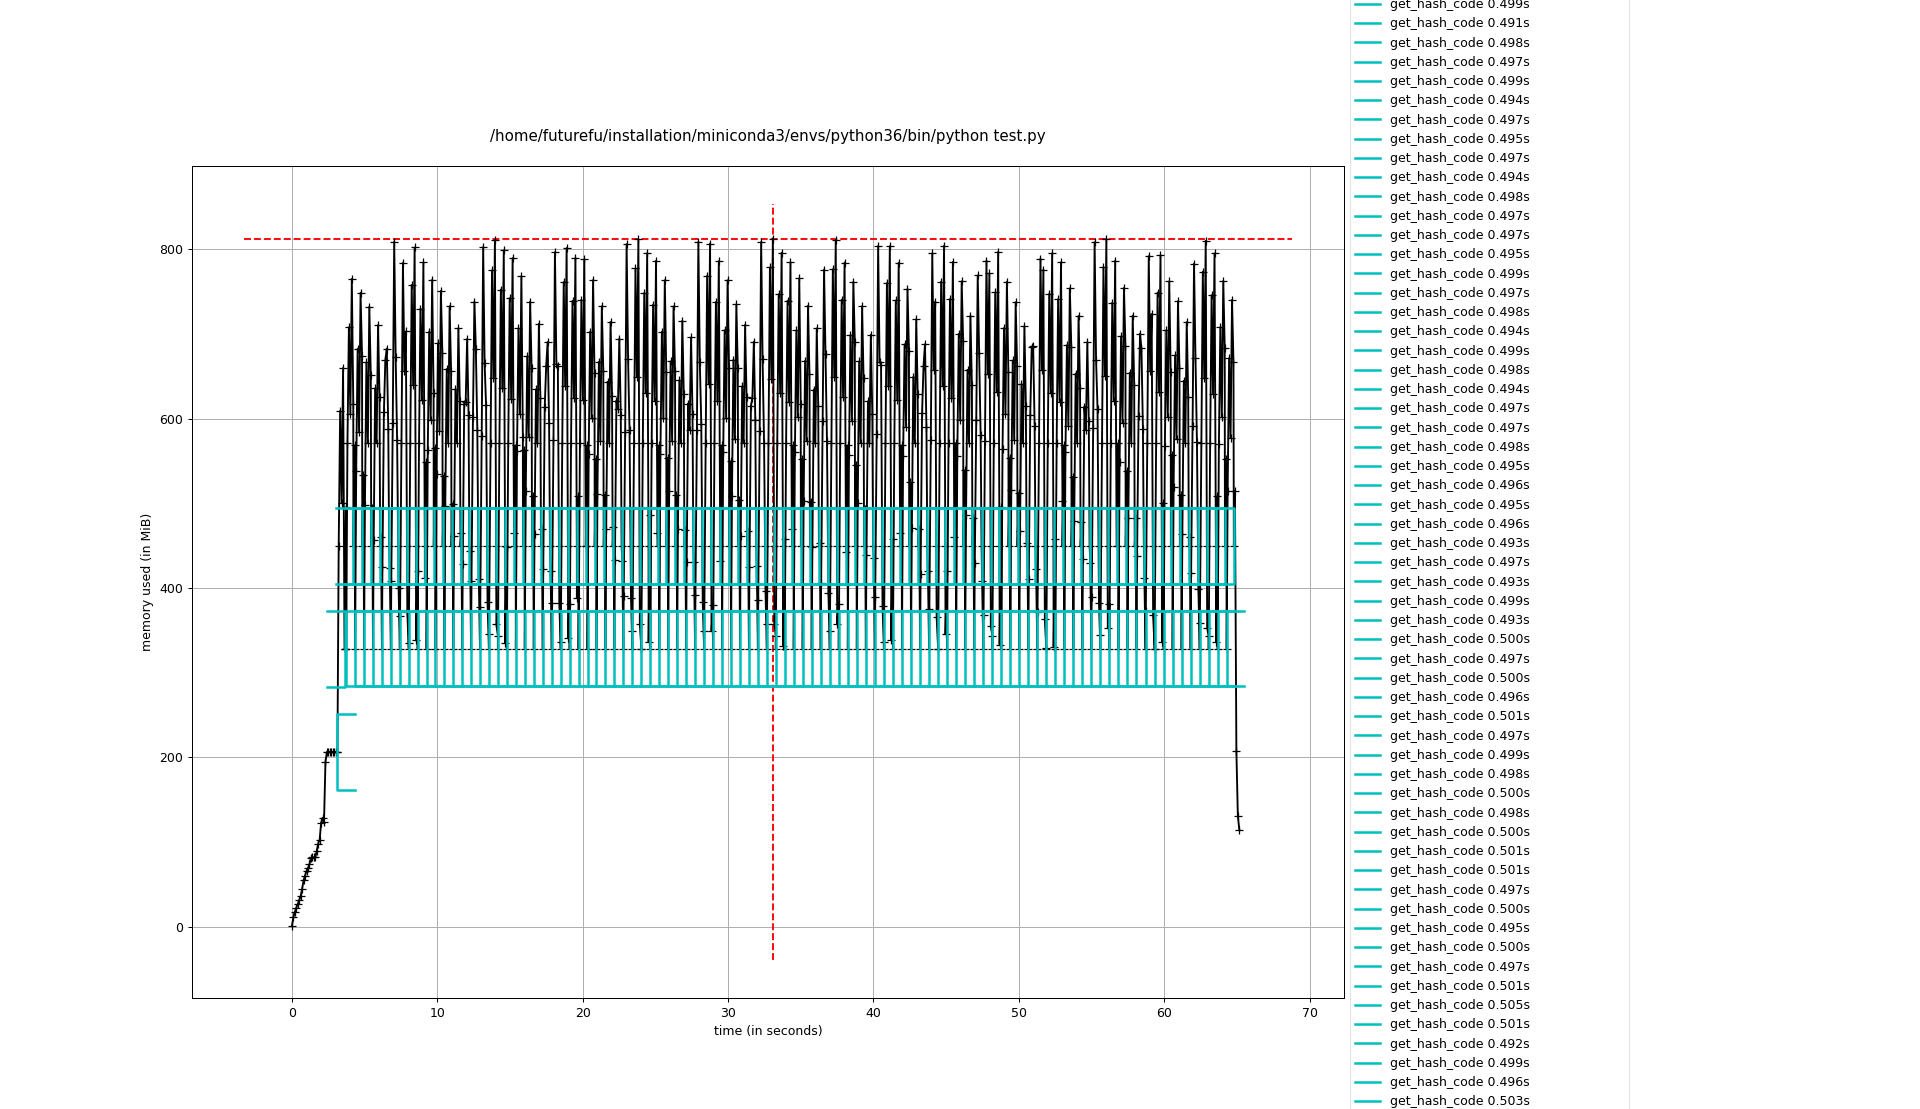 /home/futurefu/installation/miniconda3/envs/python36/bin/python test.py
memory used (in MiB)
800
600
400
200
0
0 10 20 30 40 50 60 70
time (in seconds)
get_hash_code 0.499s
get_hash_code 0.491s
get_hash_code 0.498s
get_hash_code 0.497s
get_hash_code 0.499s
get_hash_code 0.494s
get_hash_code 0.497s
get_hash_code 0.495s
get_hash_code 0.497s
get_hash_code 0.494s
get_hash_code 0.498s
get_hash_code 0.497s
get_hash_code 0.497s
get_hash_code 0.495s
get_hash_code 0.499s
get_hash_code 0.497s
get_hash_code 0.498s
get_hash_code 0.494s
get_hash_code 0.499s
get_hash_code 0.498s
get_hash_code 0.494s
get_hash_code 0.497s
get_hash_code 0.497s
get_hash_code 0.498s
get_hash_code 0.495s
get_hash_code 0.496s
get_hash_code 0.495s
get_hash_code 0.496s
get_hash_code 0.493s
get_hash_code 0.497s
get_hash_code 0.493s
get_hash_code 0.499s
get_hash_code 0.493s
get_hash_code 0.500s
get_hash_code 0.497s
get_hash_code 0.500s
get_hash_code 0.496s
get_hash_code 0.501s
get_hash_code 0.497s
get_hash_code 0.499s
get_hash_code 0.498s
get_hash_code 0.500s
get_hash_code 0.498s
get_hash_code 0.500s
get_hash_code 0.501s
get_hash_code 0.501s
get_hash_code 0.497s
get_hash_code 0.500s
get_hash_code 0.495s
get_hash_code 0.500s
get_hash_code 0.497s
get_hash_code 0.501s
get_hash_code 0.505s
get_hash_code 0.501s
get_hash_code 0.492s
get_hash_code 0.499s
get_hash_code 0.496s
get_hash_code 0.503s